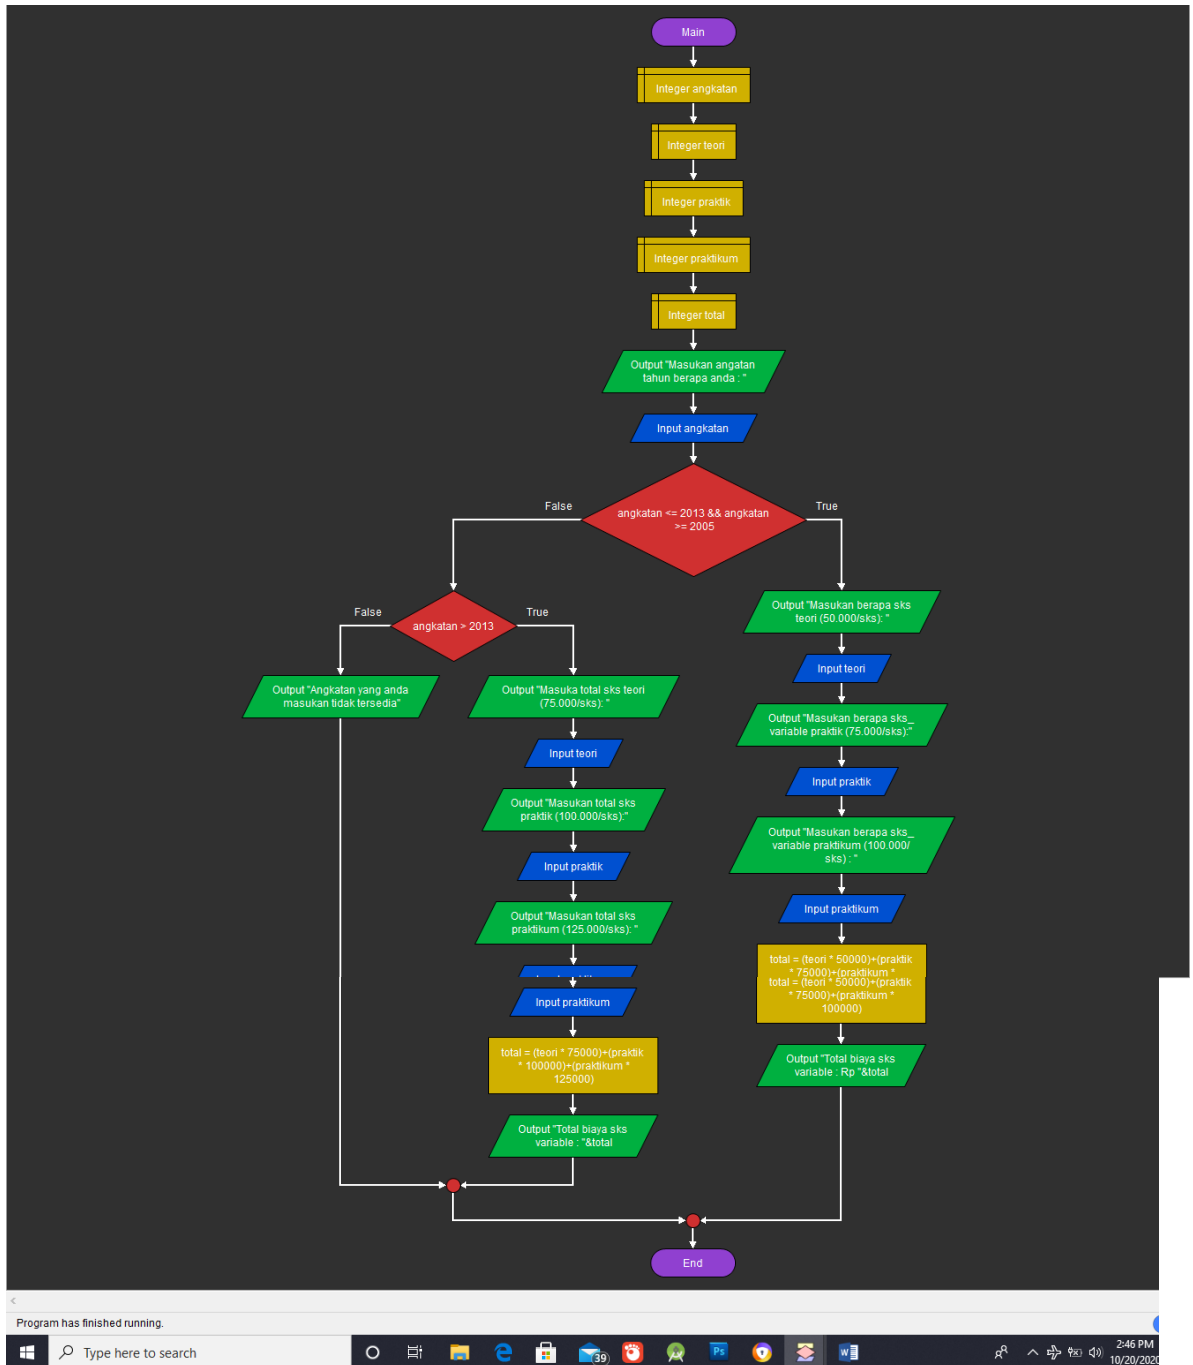 Main
Integer angkatan
Integer teori
Integer praktik
Integer praktikum
Integer total
Output "Masukan angatan
tahun berapa anda : "
Input angkatan
False
angkatan <= 2013 && angkatan
>= 2005
True
False
angkatan > 2013
True
Output "Angkatan yang anda
masukan tidak tersedia"
Output "Masuka total sks teori
(75.000/sks): "
Input teori
Output "Masukan total sks
praktik (100.000/sks):"
Input praktik
Output "Masukan total sks
praktikum (125.000/sks): "
Input praktikum
total = (teori * 75000)+(praktik
* 100000)+(praktikum *
125000)
Output "Total biaya sks
variable : "&total
Output "Masukan berapa sks
teori (50.000/sks): "
Input teori
Output "Masukan berapa sks_
variable praktik (75.000/sks):"
Input praktik
Output "Masukan berapa sks_
variable praktikum (100.000/
sks) : "
Input praktikum
total = (teori * 50000)+(praktik
* 75000)+(praktikum *
total = (teori * 50000)+(praktik
* 75000)+(praktikum *
100000)
Output "Total biaya sks
variable : Rp "&total
End
Program has finished running.
Type here to search
39
Ps
2:46 PM
10/20/2020